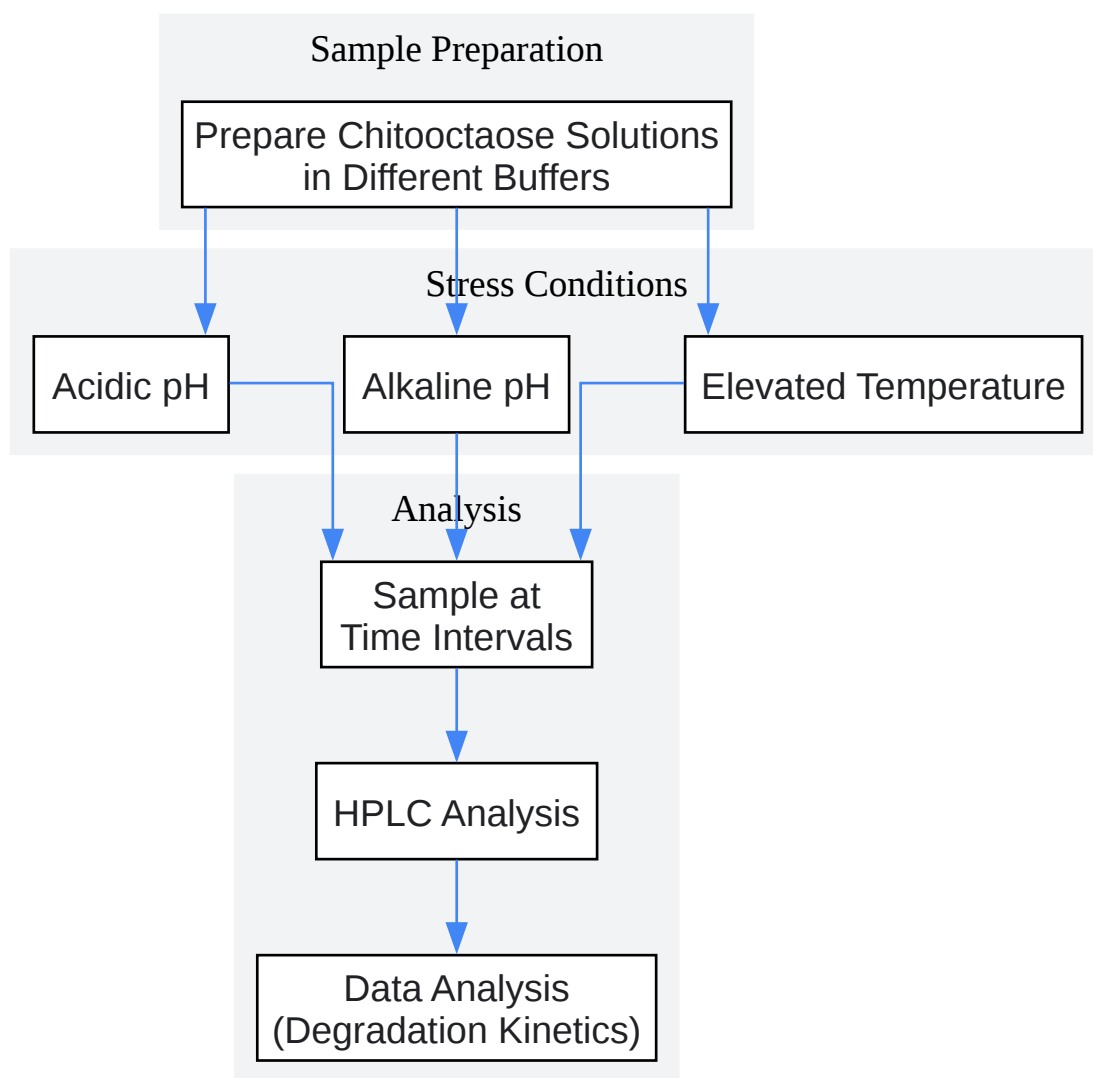 Sample Preparation
Prepare Chitooctaose Solutions
in Different Buffers
Stress Conditions
Acidic pH
Alkaline pH
Elevated Temperature
Analysis
Sample at
Time Intervals
HPLC Analysis
Data Analysis
(Degradation Kinetics)